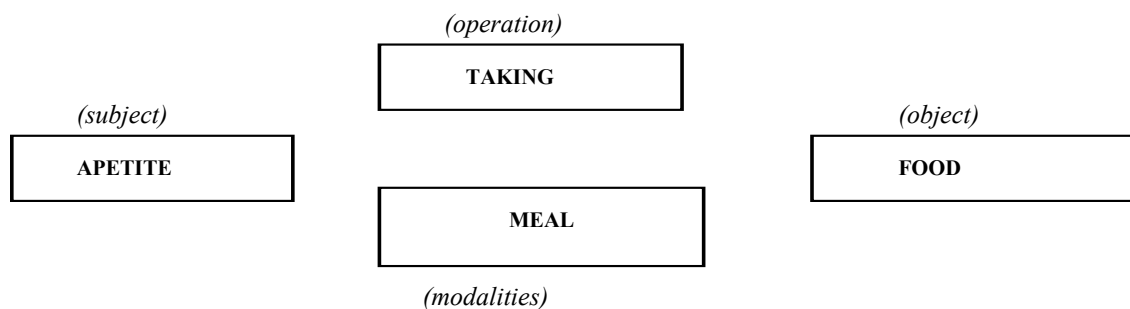 (operation)
TAKING
(subject)
(object)
APETITE
FOOD
MEAL
(modalities)